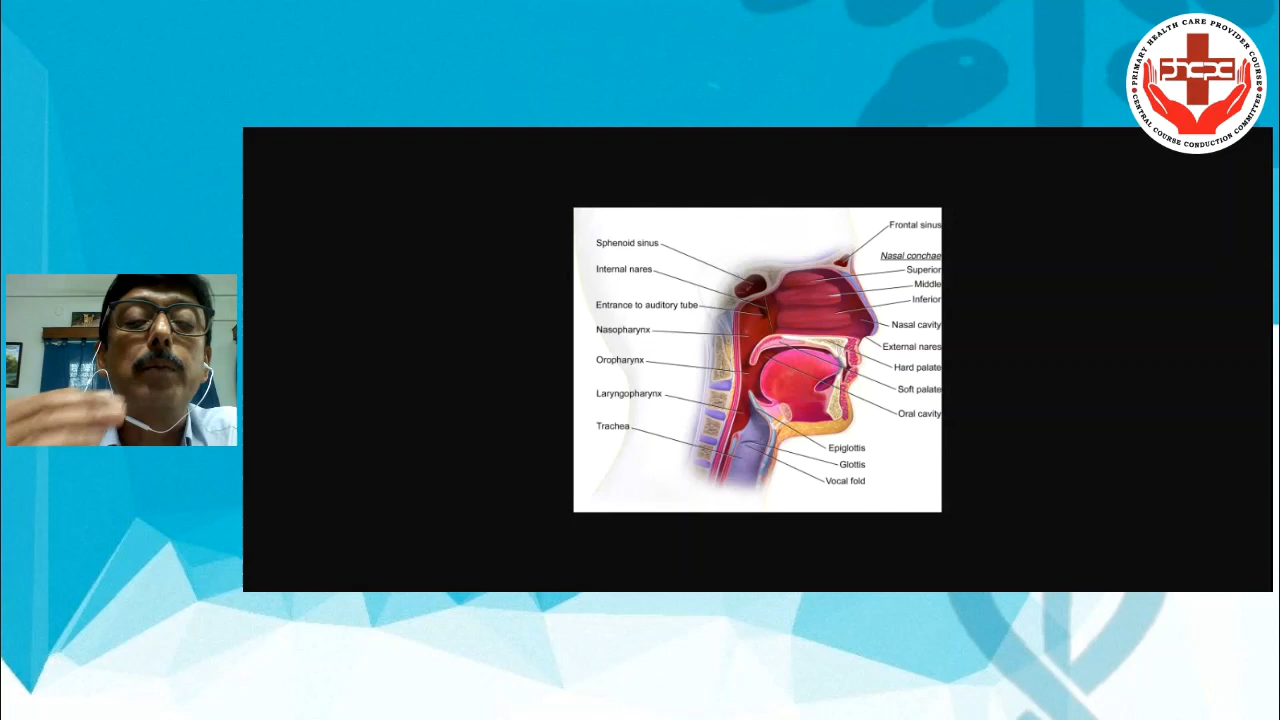 PRIMARY HEALTH CARE PROVIDER COURSE
phcpc
CENTRAL COURSE CONDUCTION COMMITTEE
Frontal sinus
Sphenoid sinus
Nasal conchae
Internal nares
Superior
Middle
Inferior
Entrance to auditory tube
Nasal cavity
Nasopharynx
External nares
Oropharynx
Hard palate
Soft palate
Laryngopharynx
Oral cavity
Trachea
Epiglottis
Glottis
Vocal fold